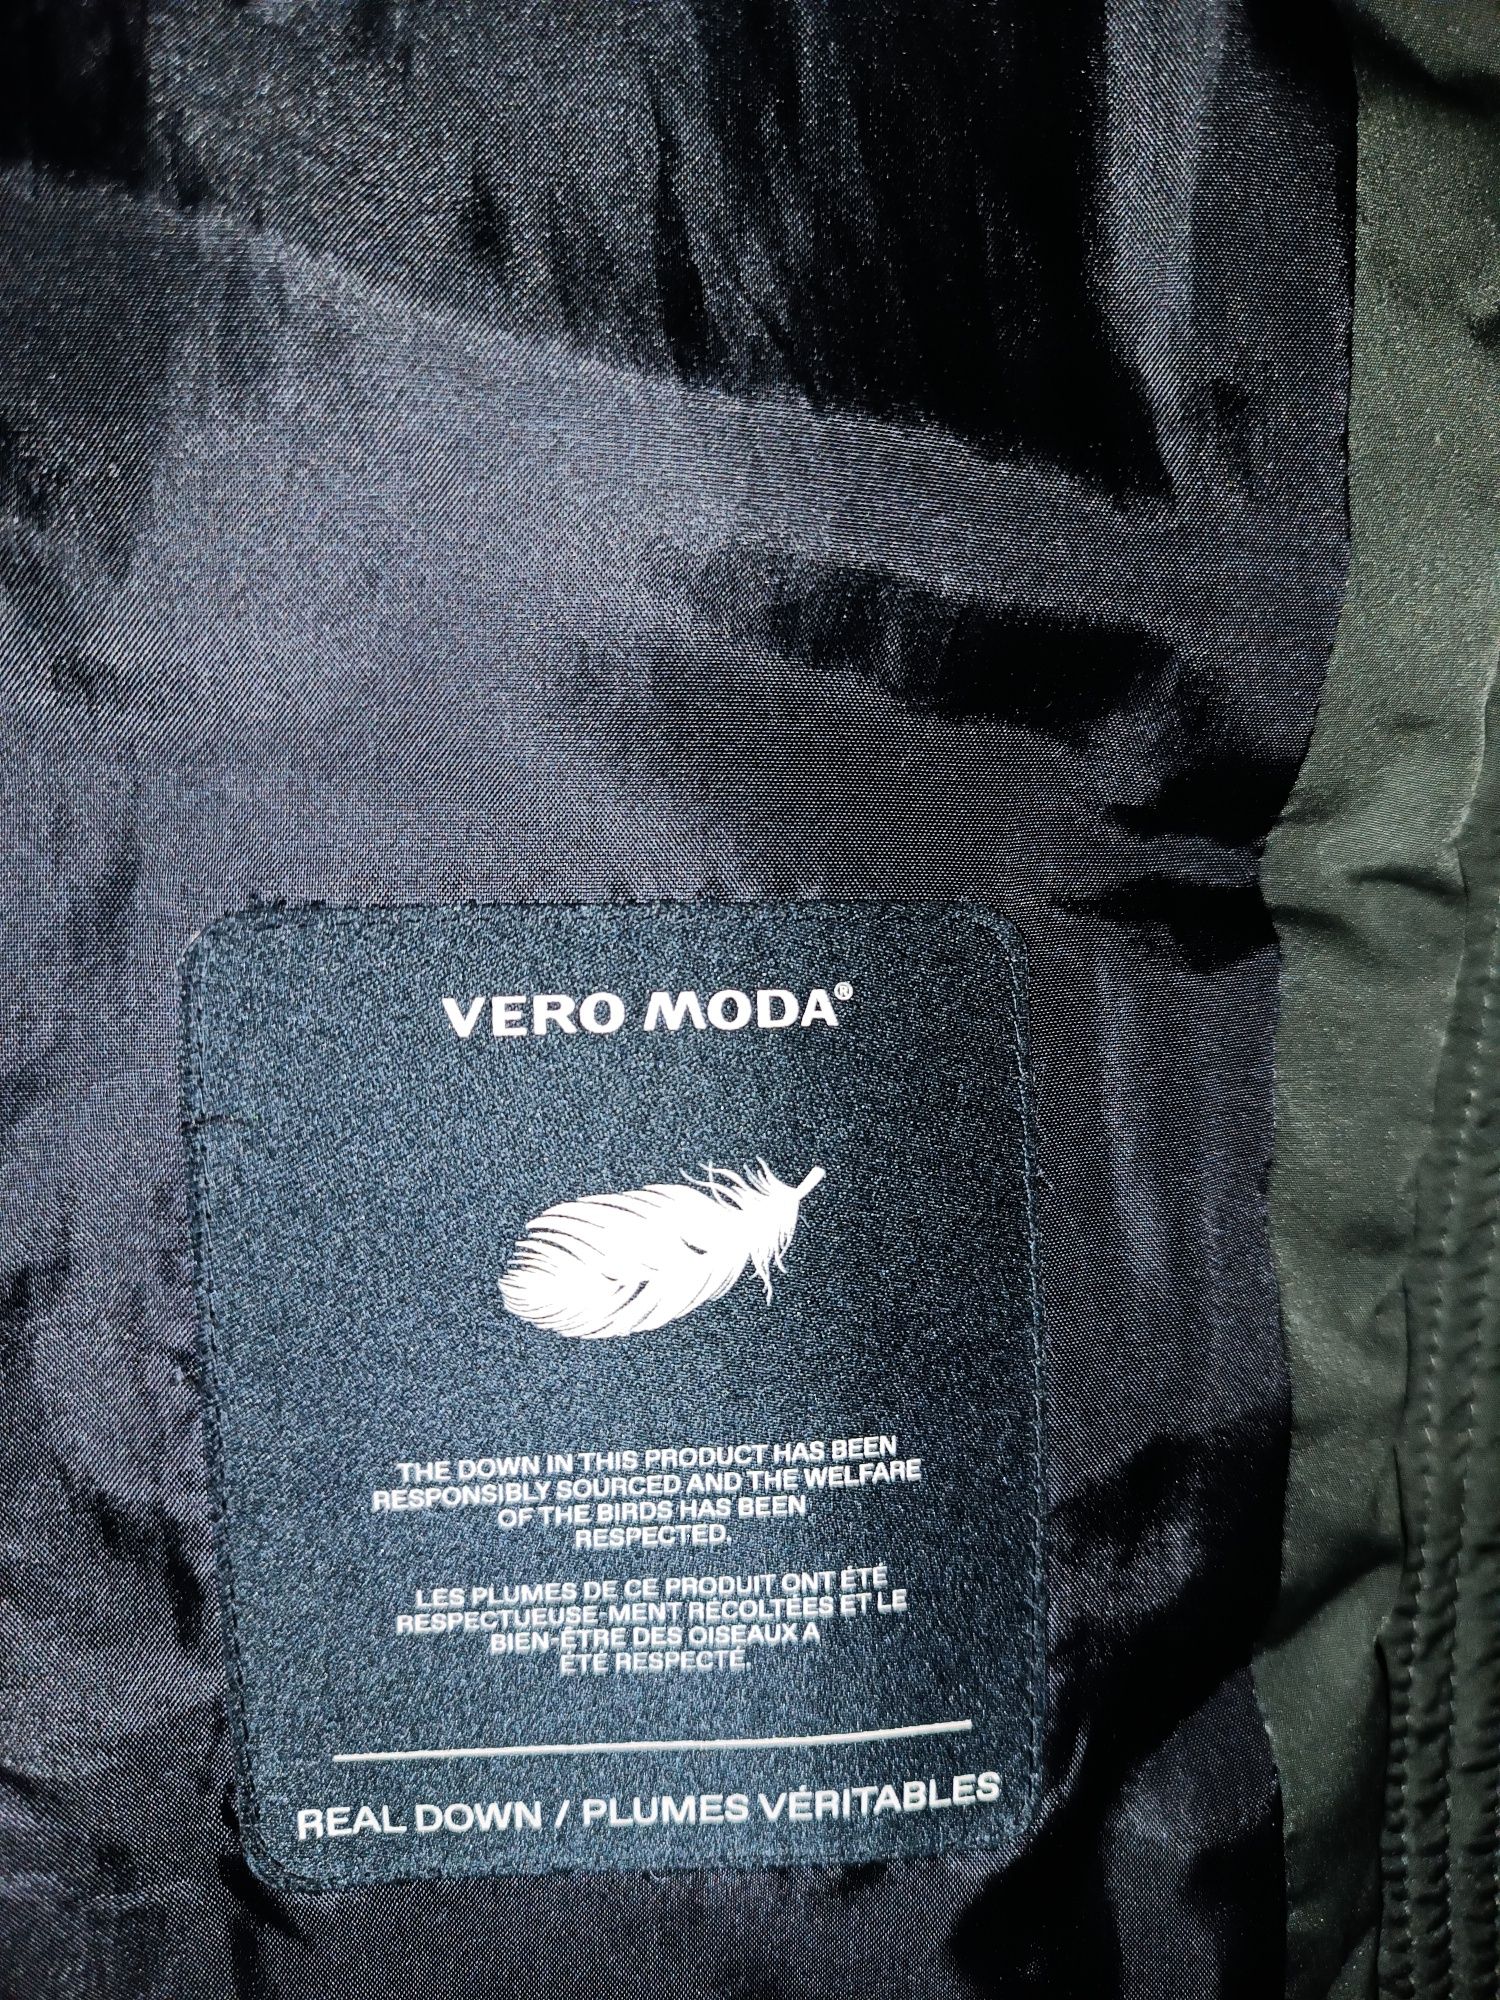 VERO MODA®
THE DOWN IN THIS PRODUCT HAS BEEN
RESPONSIBLY SOURCED AND THE WELFARE
OF THE BIRDS HAS BEEN
RESPECTED.
LES PLUMES DE CE PRODUIT ONT ÉTÉ
RESPECTUEUSE-MENT RECOLTÉES ET LE
BIEN-ÊTRE DES OISEAUX A
ÉTÉ RESPECTÉ.
REAL DOWN / PLUMES VÉRITABLES